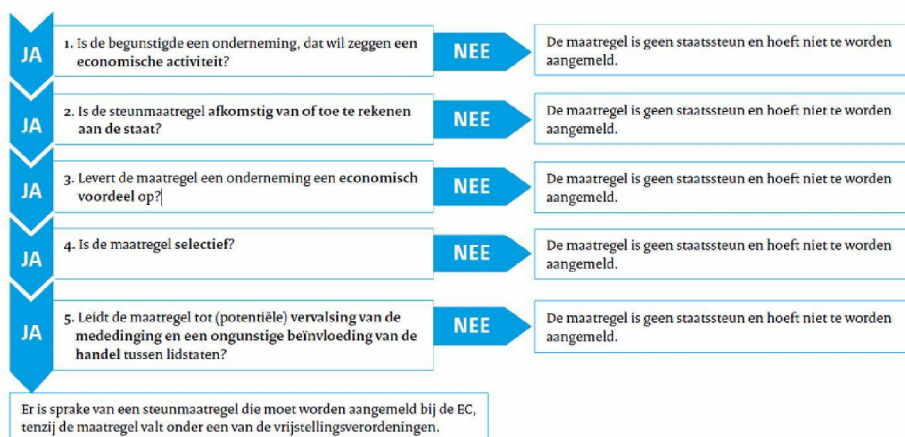 JA
1. Is de begunstigde een onderneming, dat wil zeggen een
economische activiteit?
NEE
De maatregel is geen staatssteun en hoeft niet te worden
aangemeld.
JA
2. Is de steunmaatregel afkomstig van of toe te rekenen
aan de staat?
NEE
De maatregel is geen staatssteun en hoeft niet te worden
aangemeld.
JA
3. Levert de maatregel een onderneming een economisch
voordeel op?
NEE
De maatregel is geen staatssteun en hoeft niet te worden
aangemeld.
JA
4. Is de maatregel selectief?
NEE
De maatregel is geen staatssteun en hoeft niet te worden
aangemeld.
JA
5. Leidt de maatregel tot (potentiële) vervalsing van de
mededinging en een ongunstige beïnvloeding van de
handel tussen lidstaten?
NEE
De maatregel is geen staatssteun en hoeft niet te worden
aangemeld.
Er is sprake van een steunmaatregel die moet worden aangemeld bij de EC,
tenzij de maatregel valt onder een van de vrijstellingsverordeningen.